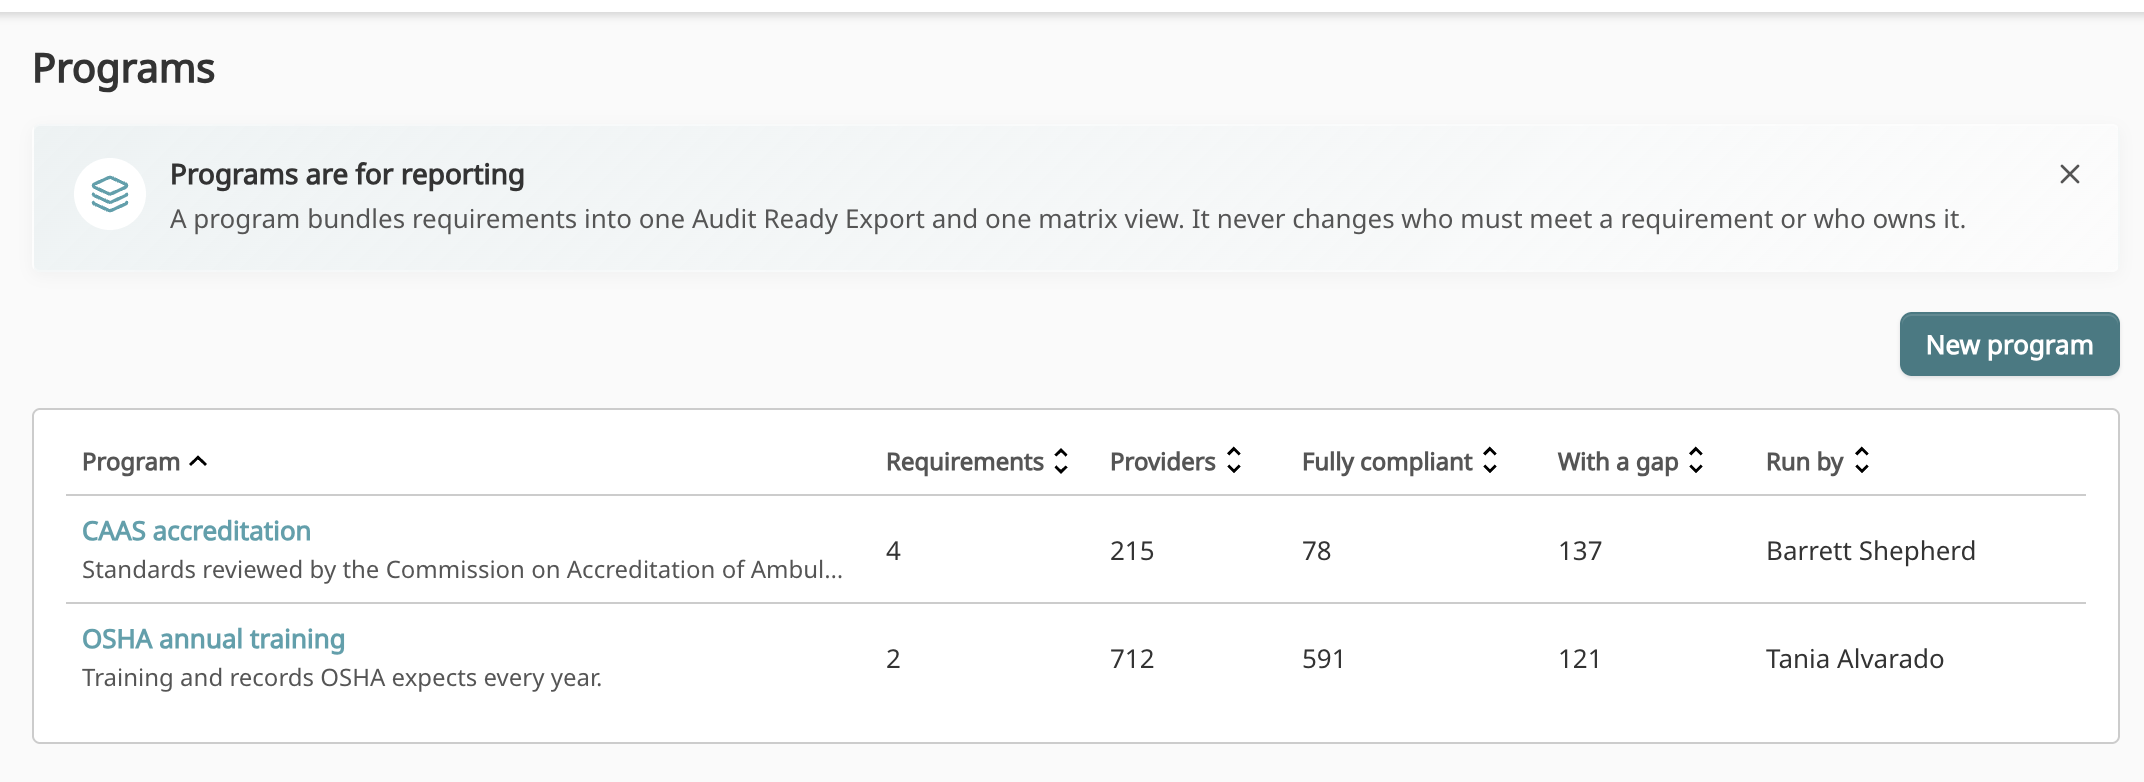 Programs
Programs are for reporting
A program bundles requirements into one Audit Ready Export and one matrix view. It never changes who must meet a requirement or who owns it.
New program
Program Requirements Providers Fully compliant With a gap Run by
CAAS accreditation
Standards reviewed by the Commission on Accreditation of Ambul...
4 215 78 137 Barrett Shepherd
OSHA annual training
Training and records OSHA expects every year.
2 712 591 121 Tania Alvarado